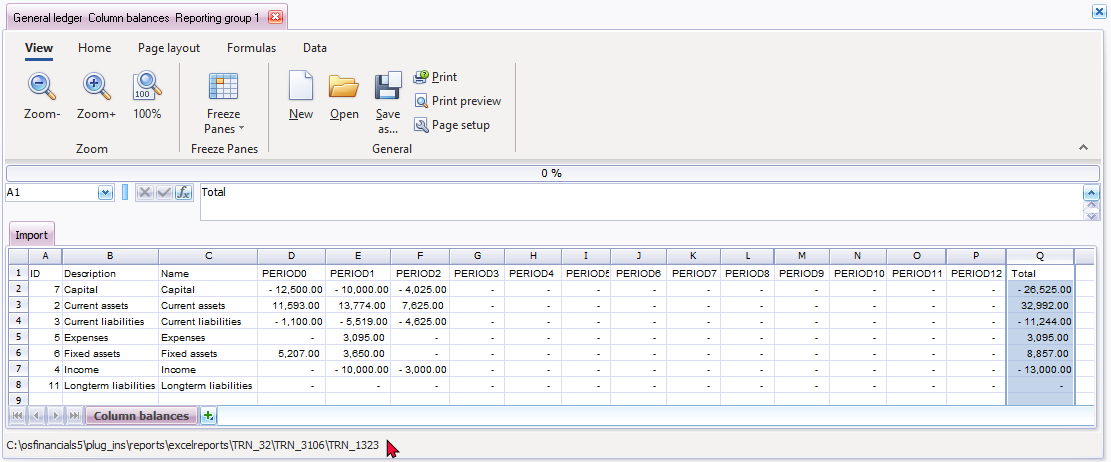 General ledger Column balances Reporting group 1
View Home Page layout Formulas Data
Zoom- Zoom+ 100% Freeze Panes New Open Save as... Print Print preview Page setup
100
Zoom Freeze Panes General
0 %
A1 fx Total
Import
A B C D E F G H I J K L M N O P Q
1 ID Description Name PERIOD0 PERIOD1 PERIOD2 PERIOD3 PERIOD4 PERIOD5 PERIOD6 PERIOD7 PERIOD8 PERIOD9 PERIOD10 PERIOD11 PERIOD12 Total
2 7 Capital Capital - 12,500.00 - 10,000.00 - 4,025.00 - - - - - - - - - - - 26,525.00
3 2 Current assets Current assets 11,593.00 13,774.00 7,625.00 - - - - - - - - - - 32,992.00
4 3 Current liabilities Current liabilities - 1,100.00 - 5,519.00 - 4,625.00 - - - - - - - - - - - 11,244.00
5 5 Expenses Expenses - 3,095.00 - - - - - - - - - - - 3,095.00
6 6 Fixed assets Fixed assets 5,207.00 3,650.00 - - - - - - - - - - - 8,857.00
7 4 Income Income - - 10,000.00 - 3,000.00 - - - - - - - - - - - 13,000.00
8 11 Longterm liabilities Longterm liabilities - - - - - - - - - - - - - -
9
Column balances
C:\osfinancials5\plug_ins\reports\excelreports\TRN_32\TRN_3106\TRN_1323